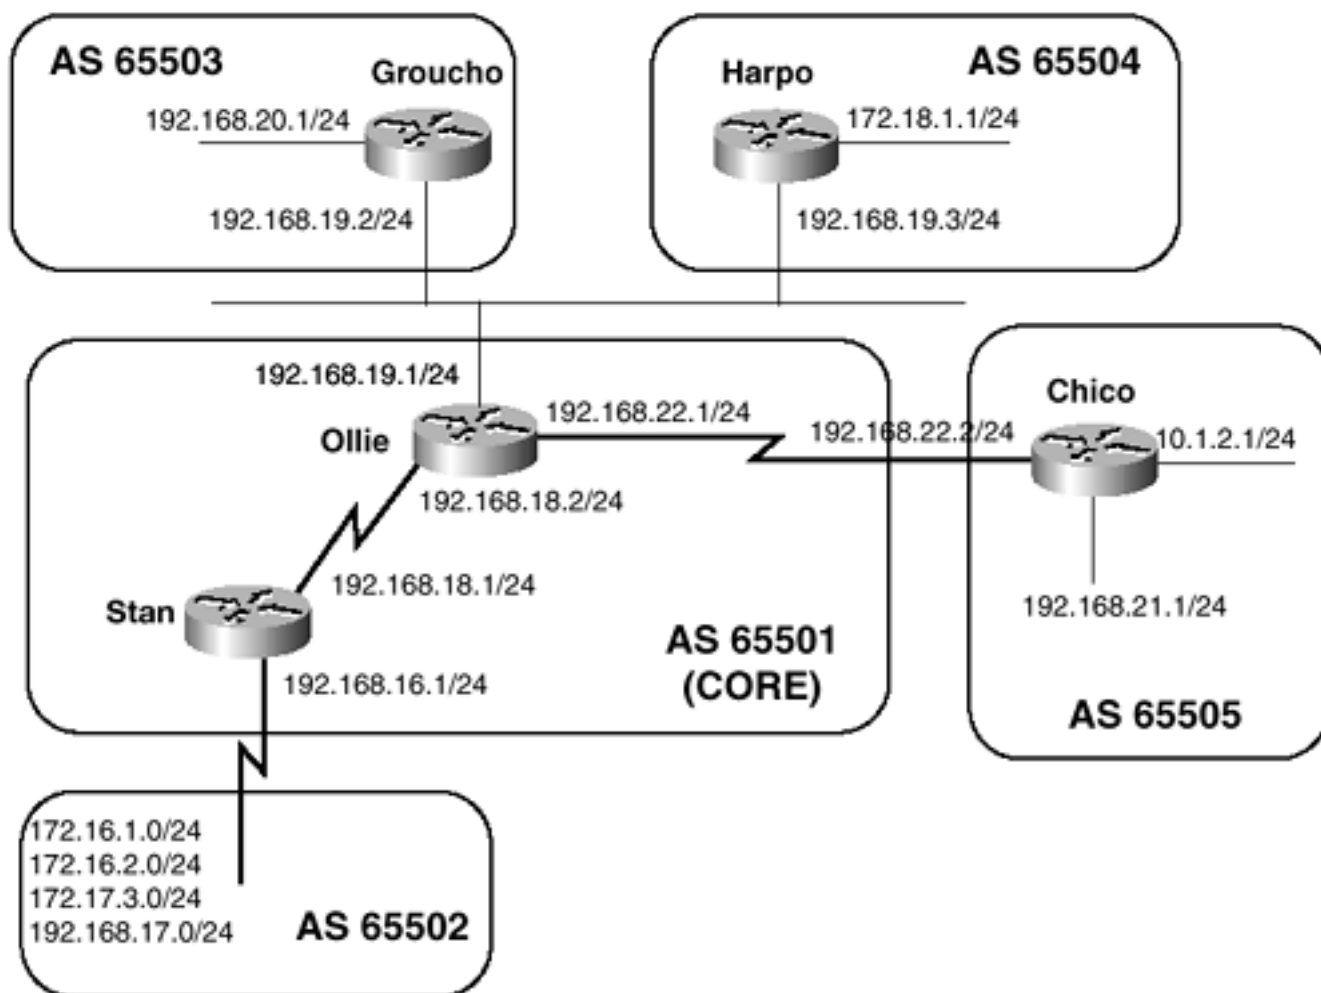 AS 65503
Groucho
192.168.20.1/24
192.168.19.2/24
Harpo
AS 65504
172.18.1.1/24
192.168.19.3/24
192.168.19.1/24
Ollie
192.168.22.1/24
192.168.22.2/24
192.168.18.2/24
192.168.18.1/24
Stan
192.168.16.1/24
AS 65501
(CORE)
Chico
10.1.2.1/24
192.168.21.1/24
AS 65505
172.16.1.0/24
172.16.2.0/24
172.17.3.0/24
192.168.17.0/24
AS 65502